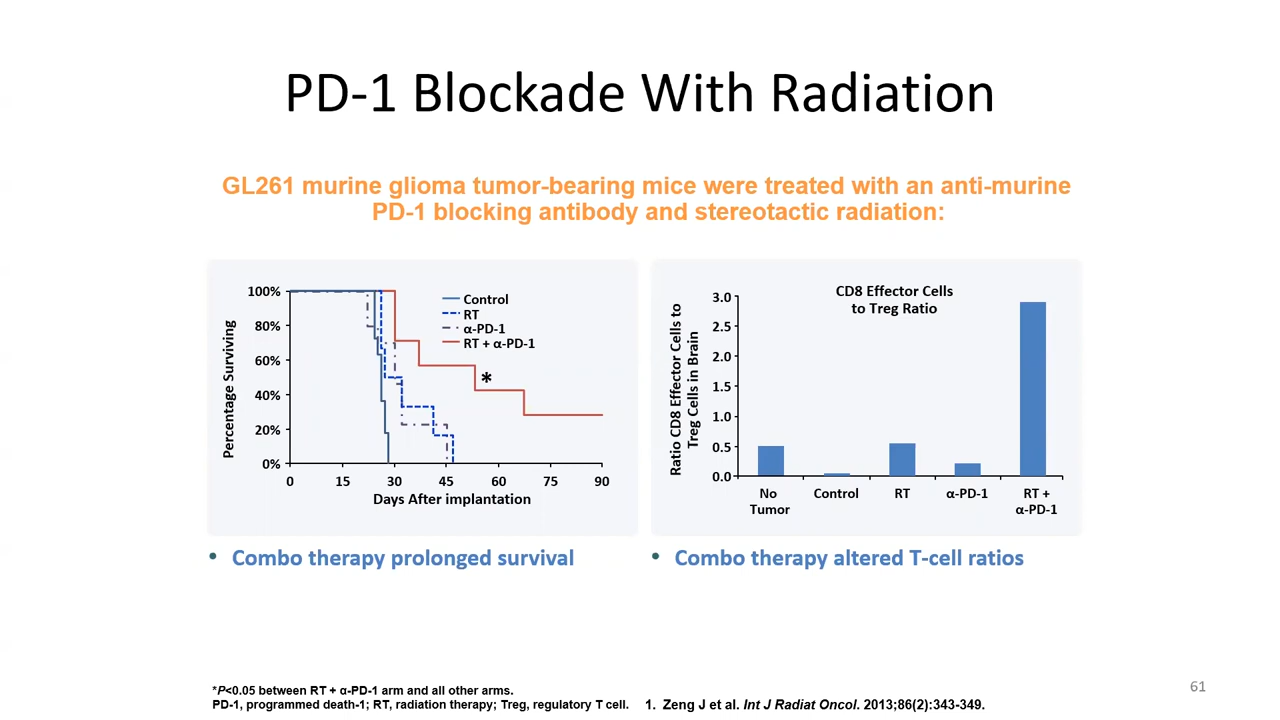 PD-1 Blockade With Radiation
GL261 murine glioma tumor-bearing mice were treated with an anti-murine
PD-1 blocking antibody and stereotactic radiation:
Percentage Surviving
100%
80%
60%
40%
20%
0%
0 15 30 45 60 75 90
Days After implantation
Control
RT
α-PD-1
RT + α-PD-1
*
• Combo therapy prolonged survival
CD8 Effector Cells
to Treg Ratio
Ratio CD8 Effector Cells to
Treg Cells in Brain
3.0
2.5
2.0
1.5
1.0
0.5
0.0
No Control RT α-PD-1 RT +
Tumor α-PD-1
• Combo therapy altered T-cell ratios
*P<0.05 between RT + α-PD-1 arm and all other arms.
PD-1, programmed death-1; RT, radiation therapy; Treg, regulatory T cell.
1. Zeng J et al. Int J Radiat Oncol. 2013;86(2):343-349.
61